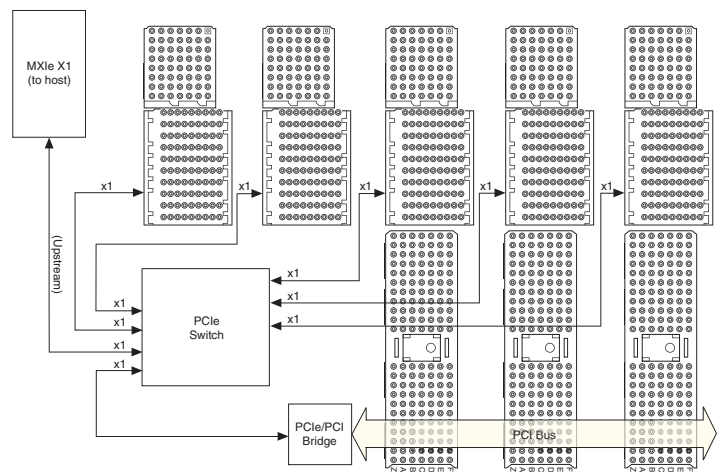 MXIe X1
(to host)
x1
x1
x1
x1
x1
(Upstream)
x1
x1
x1
x1
x1
x1
x1
PCIe
Switch
PCIe/PCI
Bridge
PCI Bus
Z A B C D E F
Z A B C D E F
Z A B C D E F